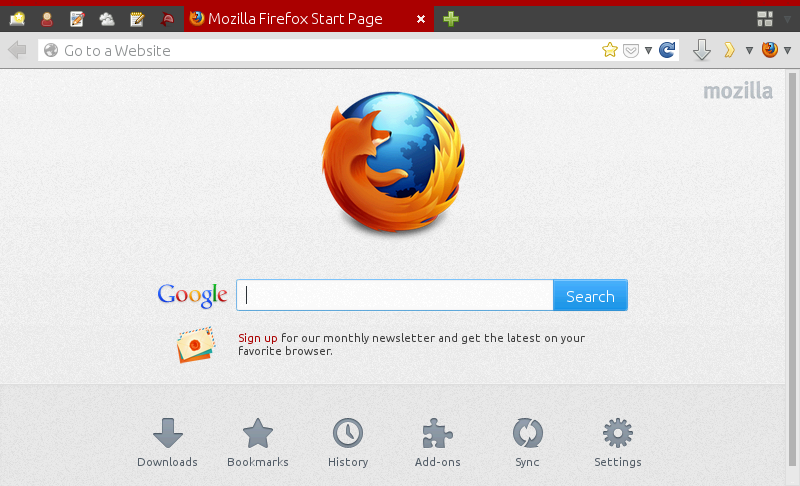 Mozilla Firefox Start Page
Go to a Website
mozilla
Google
Search
Sign up for our monthly newsletter and get the latest on your
favorite browser.
Downloads Bookmarks History Add-ons Sync Settings